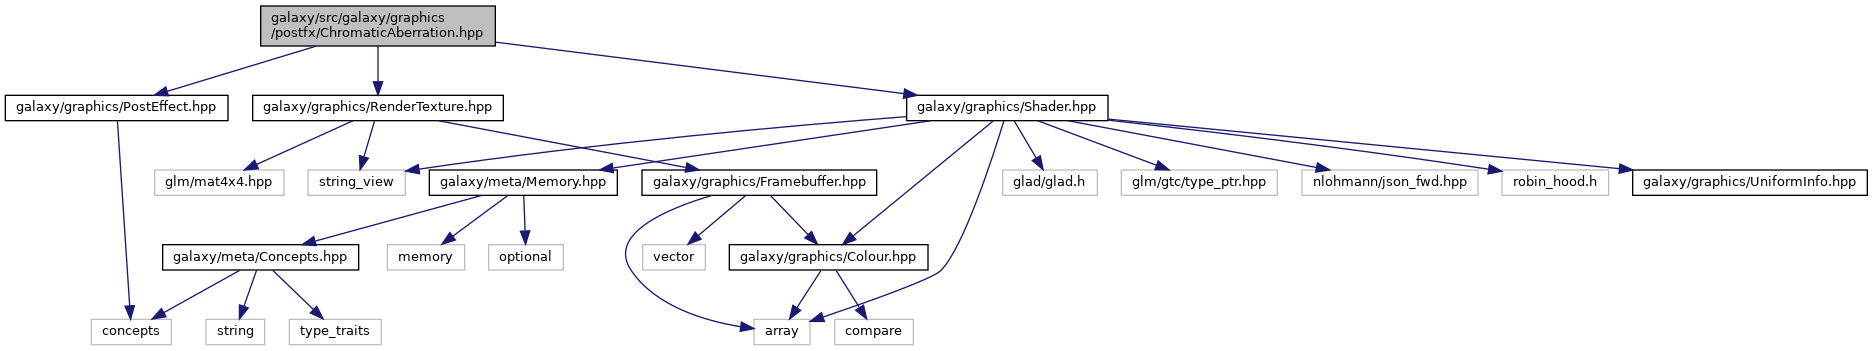 galaxy/src/galaxy/graphics
/postfx/ChromaticAberration.hpp
galaxy/graphics/PostEffect.hpp
galaxy/graphics/RenderTexture.hpp
galaxy/graphics/Shader.hpp
glm/mat4x4.hpp
string_view
galaxy/meta/Memory.hpp
galaxy/graphics/Framebuffer.hpp
glad/glad.h
glm/gtc/type_ptr.hpp
nlohmann/json_fwd.hpp
robin_hood.h
galaxy/graphics/UniformInfo.hpp
galaxy/meta/Concepts.hpp
memory
optional
vector
galaxy/graphics/Colour.hpp
concepts
string
type_traits
array
compare